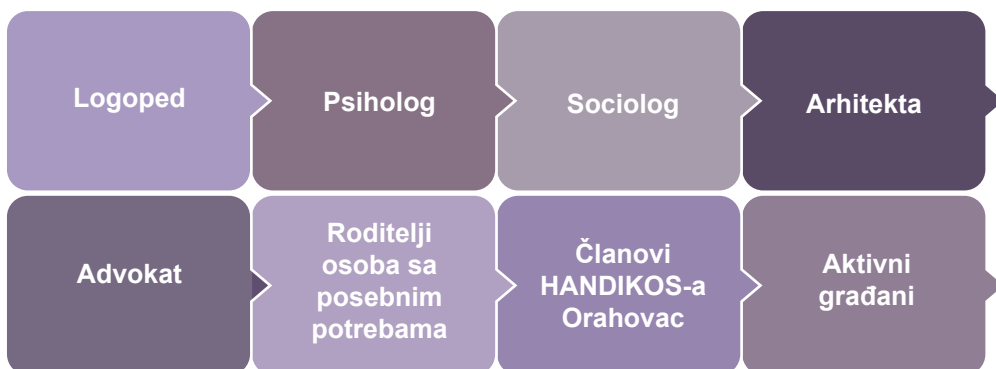 Logoped
Psiholog
Sociolog
Arhitekta
Advokat
Roditelji
osoba sa
posebnim
potrebama
Članovi
HANDIKOS-a
Orahovac
Aktivni
građani